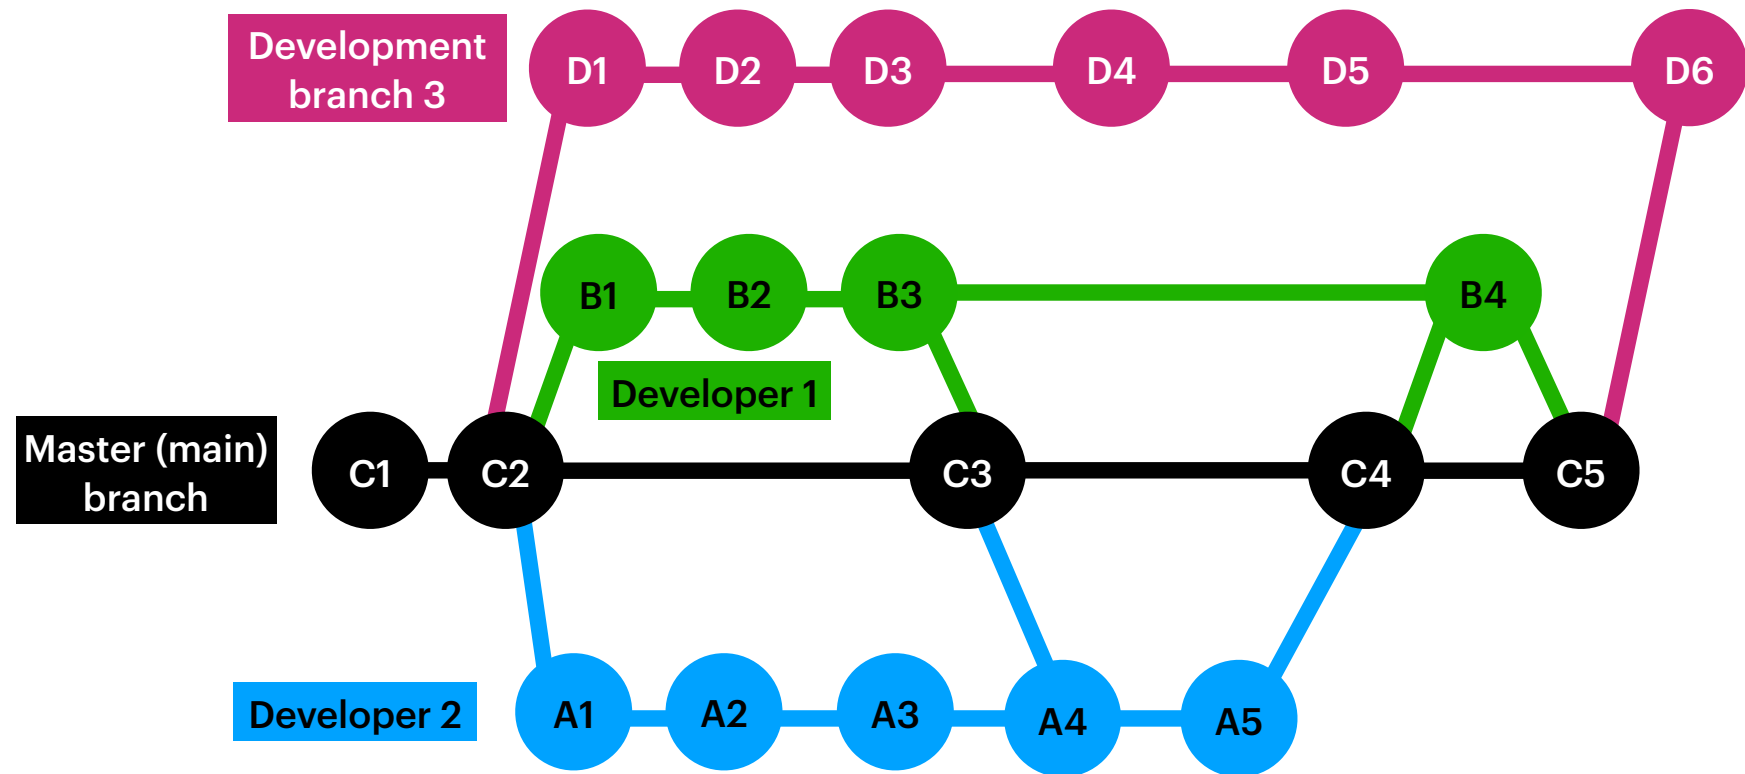 Development
branch 3
D1 D2 D3 D4 D5 D6
B1 B2 B3 B4
Developer 1
Master (main)
branch
C1 C2 C3 C4 C5
Developer 2
A1 A2 A3 A4 A5